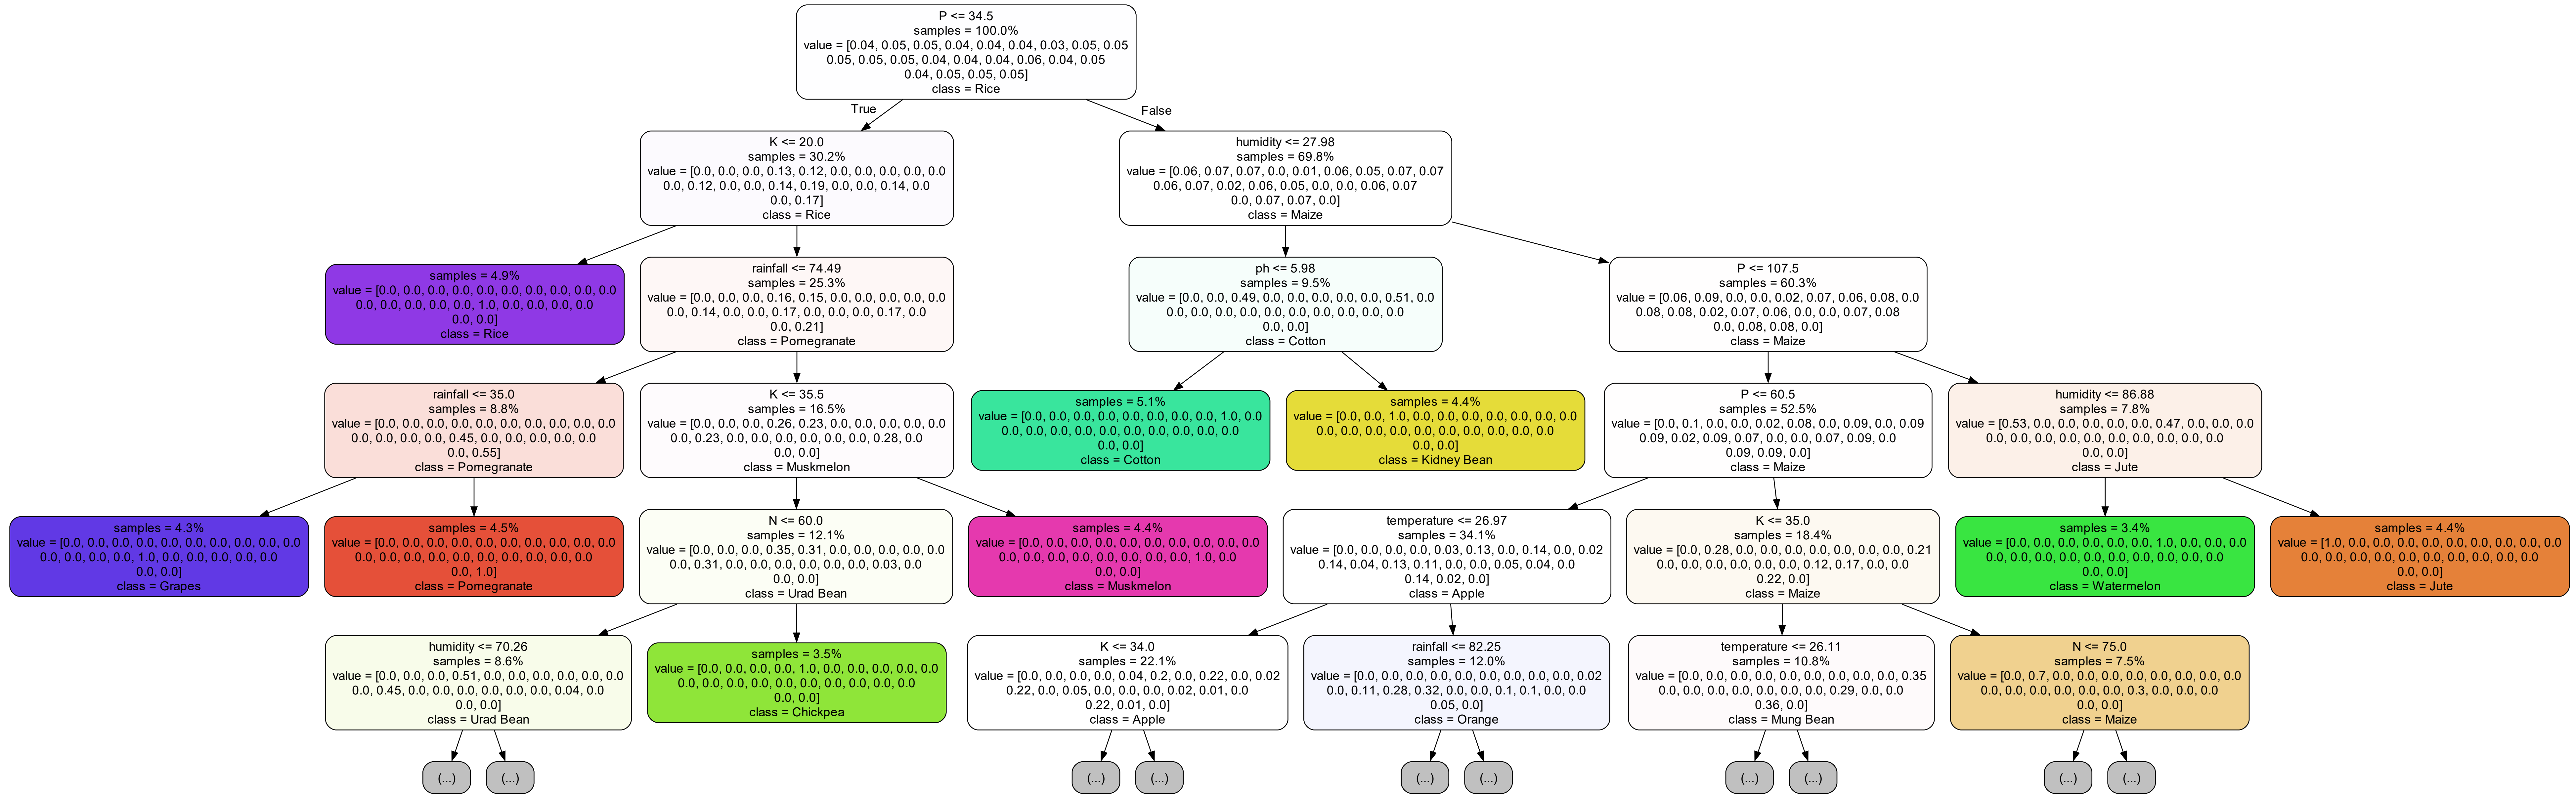 P <= 34.5
samples = 100.0%
value = [0.04, 0.05, 0.05, 0.04, 0.04, 0.04, 0.03, 0.05, 0.05
0.05, 0.05, 0.05, 0.04, 0.04, 0.04, 0.06, 0.04, 0.05
0.04, 0.05, 0.05, 0.05]
class = Rice
True
False
K <= 20.0
samples = 30.2%
value = [0.0, 0.0, 0.0, 0.13, 0.12, 0.0, 0.0, 0.0, 0.0, 0.0
0.0, 0.12, 0.0, 0.0, 0.14, 0.19, 0.0, 0.0, 0.14, 0.0
0.0, 0.17]
class = Rice
humidity <= 27.98
samples = 69.8%
value = [0.06, 0.07, 0.07, 0.0, 0.01, 0.06, 0.05, 0.07, 0.07
0.06, 0.07, 0.02, 0.06, 0.05, 0.0, 0.0, 0.06, 0.07
0.0, 0.07, 0.07, 0.0]
class = Maize
samples = 4.9%
value = [0.0, 0.0, 0.0, 0.0, 0.0, 0.0, 0.0, 0.0, 0.0, 0.0
0.0, 0.0, 0.0, 0.0, 0.0, 1.0, 0.0, 0.0, 0.0, 0.0
0.0, 0.0]
class = Rice
rainfall <= 74.49
samples = 25.3%
value = [0.0, 0.0, 0.0, 0.16, 0.15, 0.0, 0.0, 0.0, 0.0, 0.0
0.0, 0.14, 0.0, 0.0, 0.17, 0.0, 0.0, 0.0, 0.17, 0.0
0.0, 0.21]
class = Pomegranate
ph <= 5.98
samples = 9.5%
value = [0.0, 0.0, 0.49, 0.0, 0.0, 0.0, 0.0, 0.0, 0.51, 0.0
0.0, 0.0, 0.0, 0.0, 0.0, 0.0, 0.0, 0.0, 0.0, 0.0
0.0, 0.0]
class = Cotton
P <= 107.5
samples = 60.3%
value = [0.06, 0.09, 0.0, 0.0, 0.02, 0.07, 0.06, 0.08, 0.0
0.08, 0.08, 0.02, 0.07, 0.06, 0.0, 0.0, 0.07, 0.08
0.0, 0.08, 0.08, 0.0]
class = Maize
rainfall <= 35.0
samples = 8.8%
value = [0.0, 0.0, 0.0, 0.0, 0.0, 0.0, 0.0, 0.0, 0.0, 0.0
0.0, 0.0, 0.0, 0.0, 0.45, 0.0, 0.0, 0.0, 0.0, 0.0
0.0, 0.55]
class = Pomegranate
K <= 35.5
samples = 16.5%
value = [0.0, 0.0, 0.0, 0.26, 0.23, 0.0, 0.0, 0.0, 0.0, 0.0
0.0, 0.23, 0.0, 0.0, 0.0, 0.0, 0.0, 0.0, 0.28, 0.0
0.0, 0.0]
class = Muskmelon
samples = 5.1%
value = [0.0, 0.0, 0.0, 0.0, 0.0, 0.0, 0.0, 0.0, 1.0, 0.0
0.0, 0.0, 0.0, 0.0, 0.0, 0.0, 0.0, 0.0, 0.0, 0.0
0.0, 0.0]
class = Cotton
samples = 4.4%
value = [0.0, 0.0, 1.0, 0.0, 0.0, 0.0, 0.0, 0.0, 0.0, 0.0
0.0, 0.0, 0.0, 0.0, 0.0, 0.0, 0.0, 0.0, 0.0, 0.0
0.0, 0.0]
class = Kidney Bean
P <= 60.5
samples = 52.5%
value = [0.0, 0.1, 0.0, 0.0, 0.02, 0.08, 0.0, 0.09, 0.0, 0.09
0.09, 0.02, 0.09, 0.07, 0.0, 0.0, 0.07, 0.09, 0.0
0.09, 0.09, 0.0]
class = Maize
humidity <= 86.88
samples = 7.8%
value = [0.53, 0.0, 0.0, 0.0, 0.0, 0.0, 0.47, 0.0, 0.0, 0.0
0.0, 0.0, 0.0, 0.0, 0.0, 0.0, 0.0, 0.0, 0.0, 0.0
0.0, 0.0]
class = Jute
samples = 4.3%
value = [0.0, 0.0, 0.0, 0.0, 0.0, 0.0, 0.0, 0.0, 0.0, 0.0
0.0, 0.0, 0.0, 0.0, 1.0, 0.0, 0.0, 0.0, 0.0, 0.0
0.0, 0.0]
class = Grapes
samples = 4.5%
value = [0.0, 0.0, 0.0, 0.0, 0.0, 0.0, 0.0, 0.0, 0.0, 0.0
0.0, 0.0, 0.0, 0.0, 0.0, 0.0, 0.0, 0.0, 0.0, 0.0
0.0, 1.0]
class = Pomegranate
N <= 60.0
samples = 12.1%
value = [0.0, 0.0, 0.0, 0.35, 0.31, 0.0, 0.0, 0.0, 0.0, 0.0
0.0, 0.31, 0.0, 0.0, 0.0, 0.0, 0.0, 0.0, 0.03, 0.0
0.0, 0.0]
class = Urad Bean
samples = 4.4%
value = [0.0, 0.0, 0.0, 0.0, 0.0, 0.0, 0.0, 0.0, 0.0, 0.0
0.0, 0.0, 0.0, 0.0, 0.0, 0.0, 0.0, 0.0, 1.0, 0.0
0.0, 0.0]
class = Muskmelon
temperature <= 26.97
samples = 34.1%
value = [0.0, 0.0, 0.0, 0.0, 0.03, 0.13, 0.0, 0.14, 0.0, 0.02
0.14, 0.04, 0.13, 0.11, 0.0, 0.0, 0.05, 0.04, 0.0
0.14, 0.02, 0.0]
class = Apple
K <= 35.0
samples = 18.4%
value = [0.0, 0.28, 0.0, 0.0, 0.0, 0.0, 0.0, 0.0, 0.0, 0.21
0.0, 0.0, 0.0, 0.0, 0.0, 0.0, 0.12, 0.17, 0.0, 0.0
0.22, 0.0]
class = Maize
samples = 3.4%
value = [0.0, 0.0, 0.0, 0.0, 0.0, 0.0, 1.0, 0.0, 0.0, 0.0
0.0, 0.0, 0.0, 0.0, 0.0, 0.0, 0.0, 0.0, 0.0, 0.0
0.0, 0.0]
class = Watermelon
samples = 4.4%
value = [1.0, 0.0, 0.0, 0.0, 0.0, 0.0, 0.0, 0.0, 0.0, 0.0
0.0, 0.0, 0.0, 0.0, 0.0, 0.0, 0.0, 0.0, 0.0, 0.0
0.0, 0.0]
class = Jute
humidity <= 70.26
samples = 8.6%
value = [0.0, 0.0, 0.0, 0.51, 0.0, 0.0, 0.0, 0.0, 0.0, 0.0
0.0, 0.45, 0.0, 0.0, 0.0, 0.0, 0.0, 0.0, 0.04, 0.0
0.0, 0.0]
class = Urad Bean
samples = 3.5%
value = [0.0, 0.0, 0.0, 0.0, 1.0, 0.0, 0.0, 0.0, 0.0, 0.0
0.0, 0.0, 0.0, 0.0, 0.0, 0.0, 0.0, 0.0, 0.0, 0.0
0.0, 0.0]
class = Chickpea
K <= 34.0
samples = 22.1%
value = [0.0, 0.0, 0.0, 0.0, 0.04, 0.2, 0.0, 0.22, 0.0, 0.02
0.22, 0.0, 0.05, 0.0, 0.0, 0.0, 0.02, 0.01, 0.0
0.22, 0.01, 0.0]
class = Apple
rainfall <= 82.25
samples = 12.0%
value = [0.0, 0.0, 0.0, 0.0, 0.0, 0.0, 0.0, 0.0, 0.0, 0.02
0.0, 0.11, 0.28, 0.32, 0.0, 0.0, 0.1, 0.1, 0.0, 0.0
0.05, 0.0]
class = Orange
temperature <= 26.11
samples = 10.8%
value = [0.0, 0.0, 0.0, 0.0, 0.0, 0.0, 0.0, 0.0, 0.0, 0.35
0.0, 0.0, 0.0, 0.0, 0.0, 0.0, 0.0, 0.29, 0.0, 0.0
0.36, 0.0]
class = Mung Bean
N <= 75.0
samples = 7.5%
value = [0.0, 0.7, 0.0, 0.0, 0.0, 0.0, 0.0, 0.0, 0.0, 0.0
0.0, 0.0, 0.0, 0.0, 0.0, 0.0, 0.3, 0.0, 0.0, 0.0
0.0, 0.0]
class = Maize
(...)
(...)
(...)
(...)
(...)
(...)
(...)
(...)
(...)
(...)